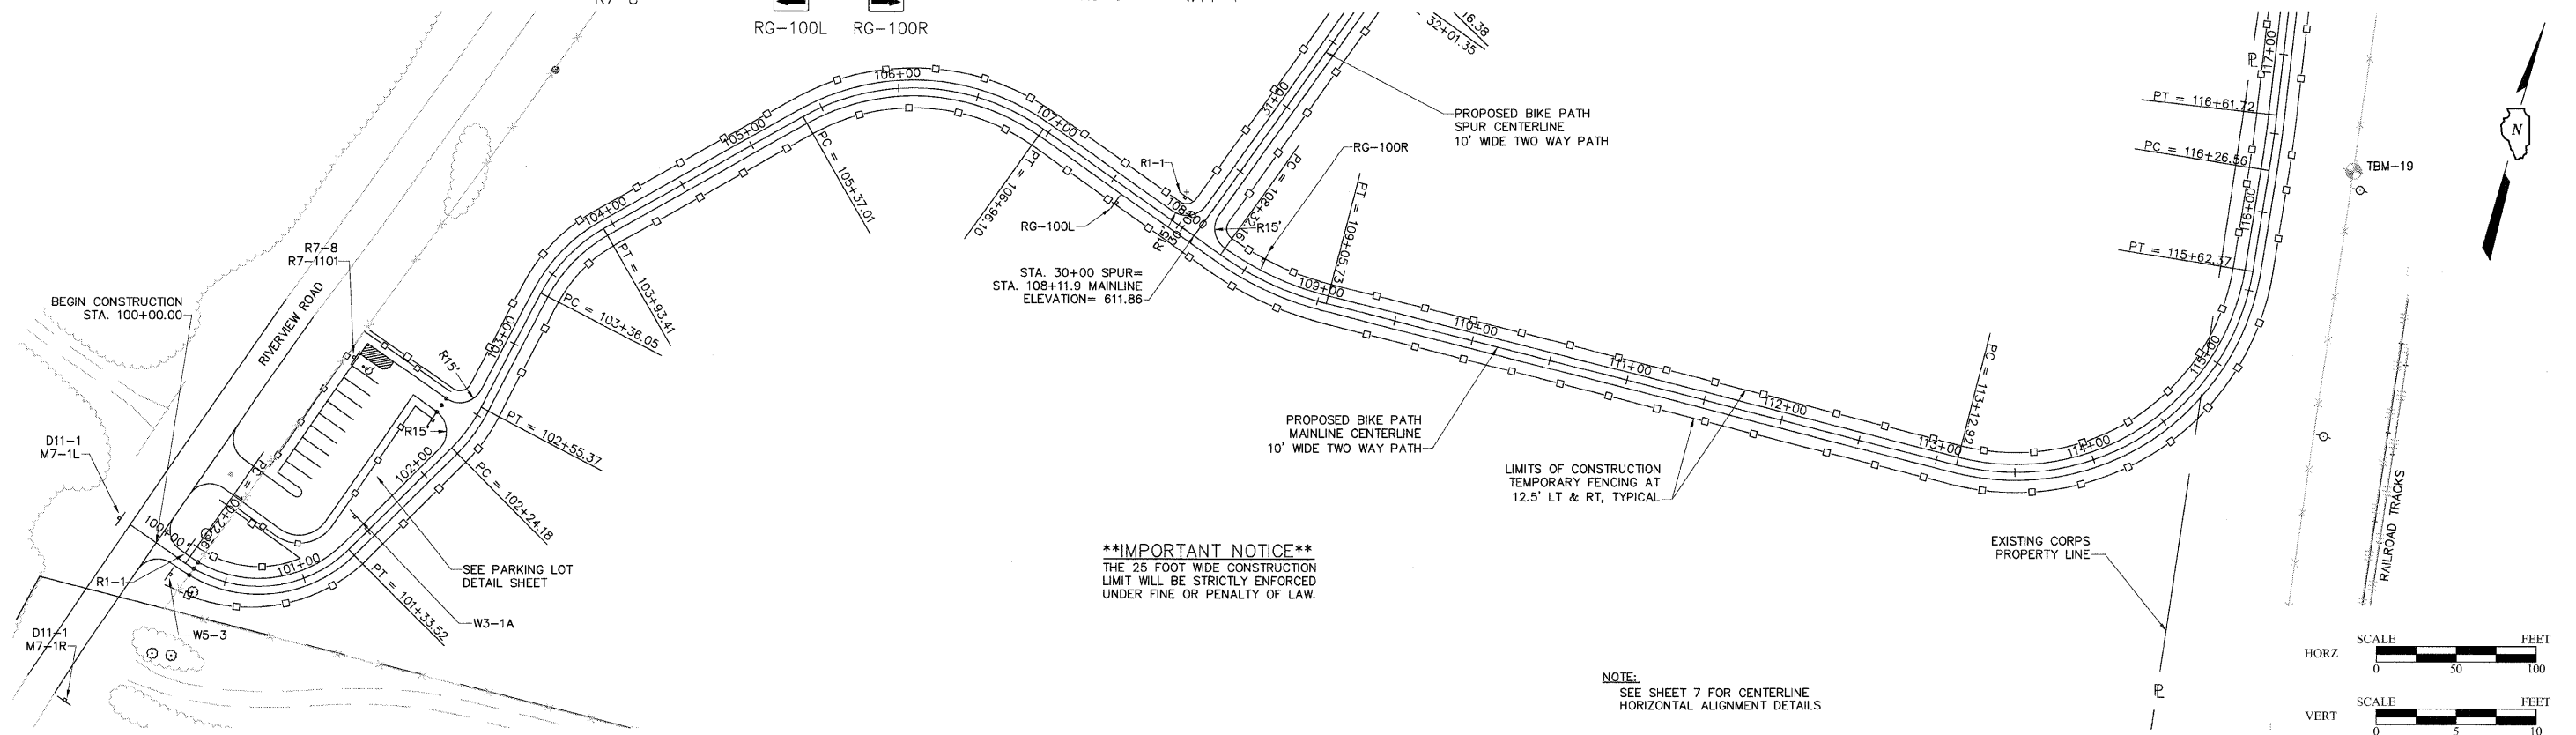 RG-100L
RG-100R
106+00
105+00
107+00
104+00
PC = 105+37.01
PT = 106+96.10
31+00
16.38
32+01.35
PROPOSED BIKE PATH
SPUR CENTERLINE
10' WIDE TWO WAY PATH
RG-100R
R1-1
PC = 108+32.16
PT = 109+05.73
108+00
R15'
R15'
RG-100L
STA. 30+00 SPUR=
STA. 108+11.9 MAINLINE
ELEVATION= 611.86
117+00
PL
PT = 116+61.72
PC = 116+26.56
116+00
PT = 115+62.37
TBM-19
N
R7-8
R7-1101
BEGIN CONSTRUCTION
STA. 100+00.00
RIVERVIEW ROAD
PT = 103+93.41
PC = 103+36.05
103+00
R15'
R15'
PT = 102+55.37
102+00
PC = 102+24.18
PC = 100+22.76
D11-1
M7-1L
100+00
101+00
R1-1
PT = 101+33.52
SEE PARKING LOT
DETAIL SHEET
W3-1A
W5-3
D11-1
M7-1R
109+00
110+00
111+00
112+00
113+00
114+00
115+00
PC = 113+12.92
PROPOSED BIKE PATH
MAINLINE CENTERLINE
10' WIDE TWO WAY PATH
LIMITS OF CONSTRUCTION
TEMPORARY FENCING AT
12.5' LT & RT, TYPICAL
**IMPORTANT NOTICE**
THE 25 FOOT WIDE CONSTRUCTION
LIMIT WILL BE STRICTLY ENFORCED
UNDER FINE OR PENALTY OF LAW.
EXISTING CORPS
PROPERTY LINE
RAILROAD TRACKS
PL
NOTE:
SEE SHEET 7 FOR CENTERLINE
HORIZONTAL ALIGNMENT DETAILS
HORZ
SCALE FEET
0 50 100
VERT
SCALE FEET
0 5 10